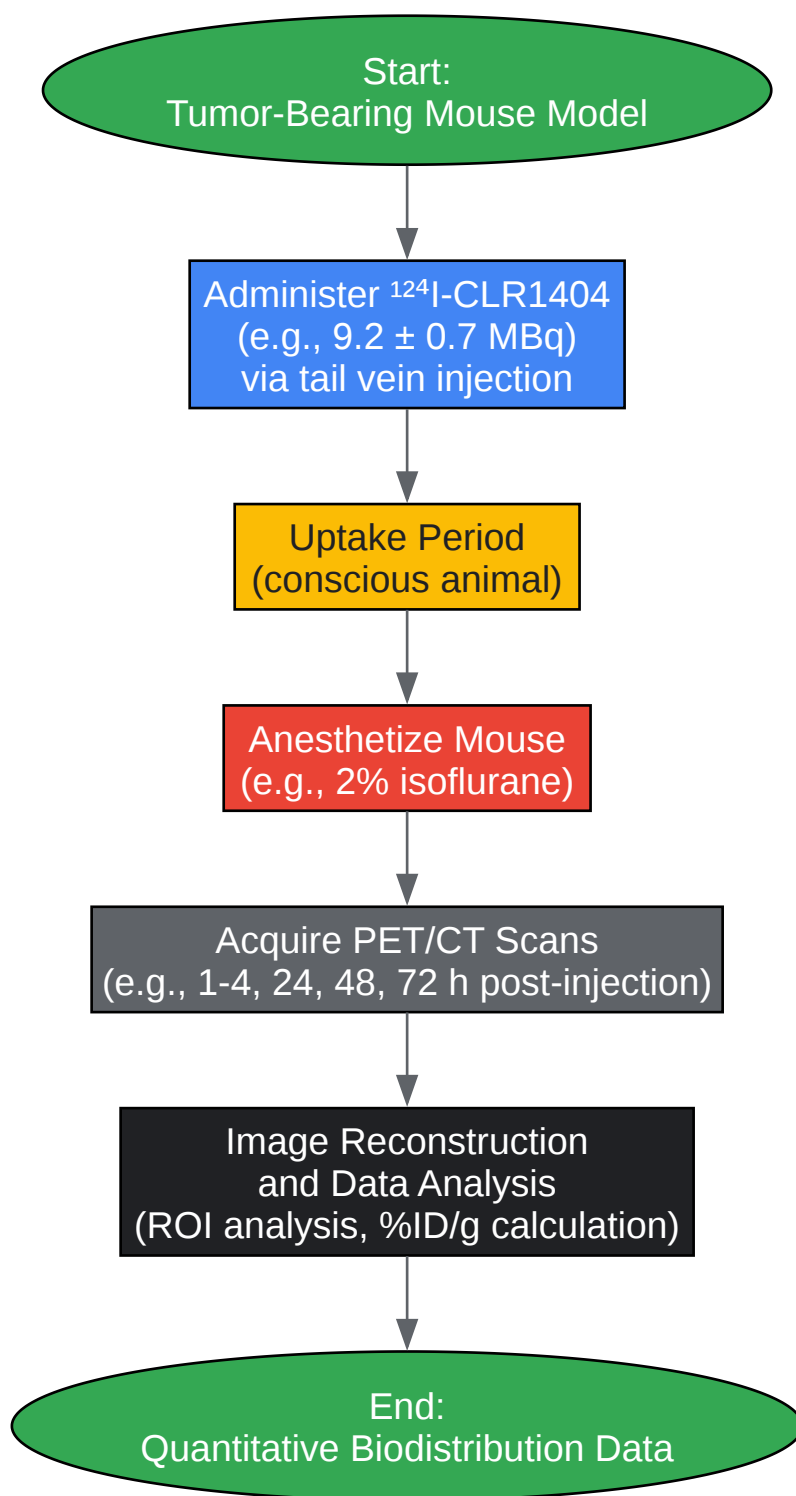 Start:
Tumor-Bearing Mouse Model
Administer ¹²⁴I-CLR1404
(e.g., 9.2 ± 0.7 MBq)
via tail vein injection
Uptake Period
(conscious animal)
Anesthetize Mouse
(e.g., 2% isoflurane)
Acquire PET/CT Scans
(e.g., 1-4, 24, 48, 72 h post-injection)
Image Reconstruction
and Data Analysis
(ROI analysis, %ID/g calculation)
End:
Quantitative Biodistribution Data